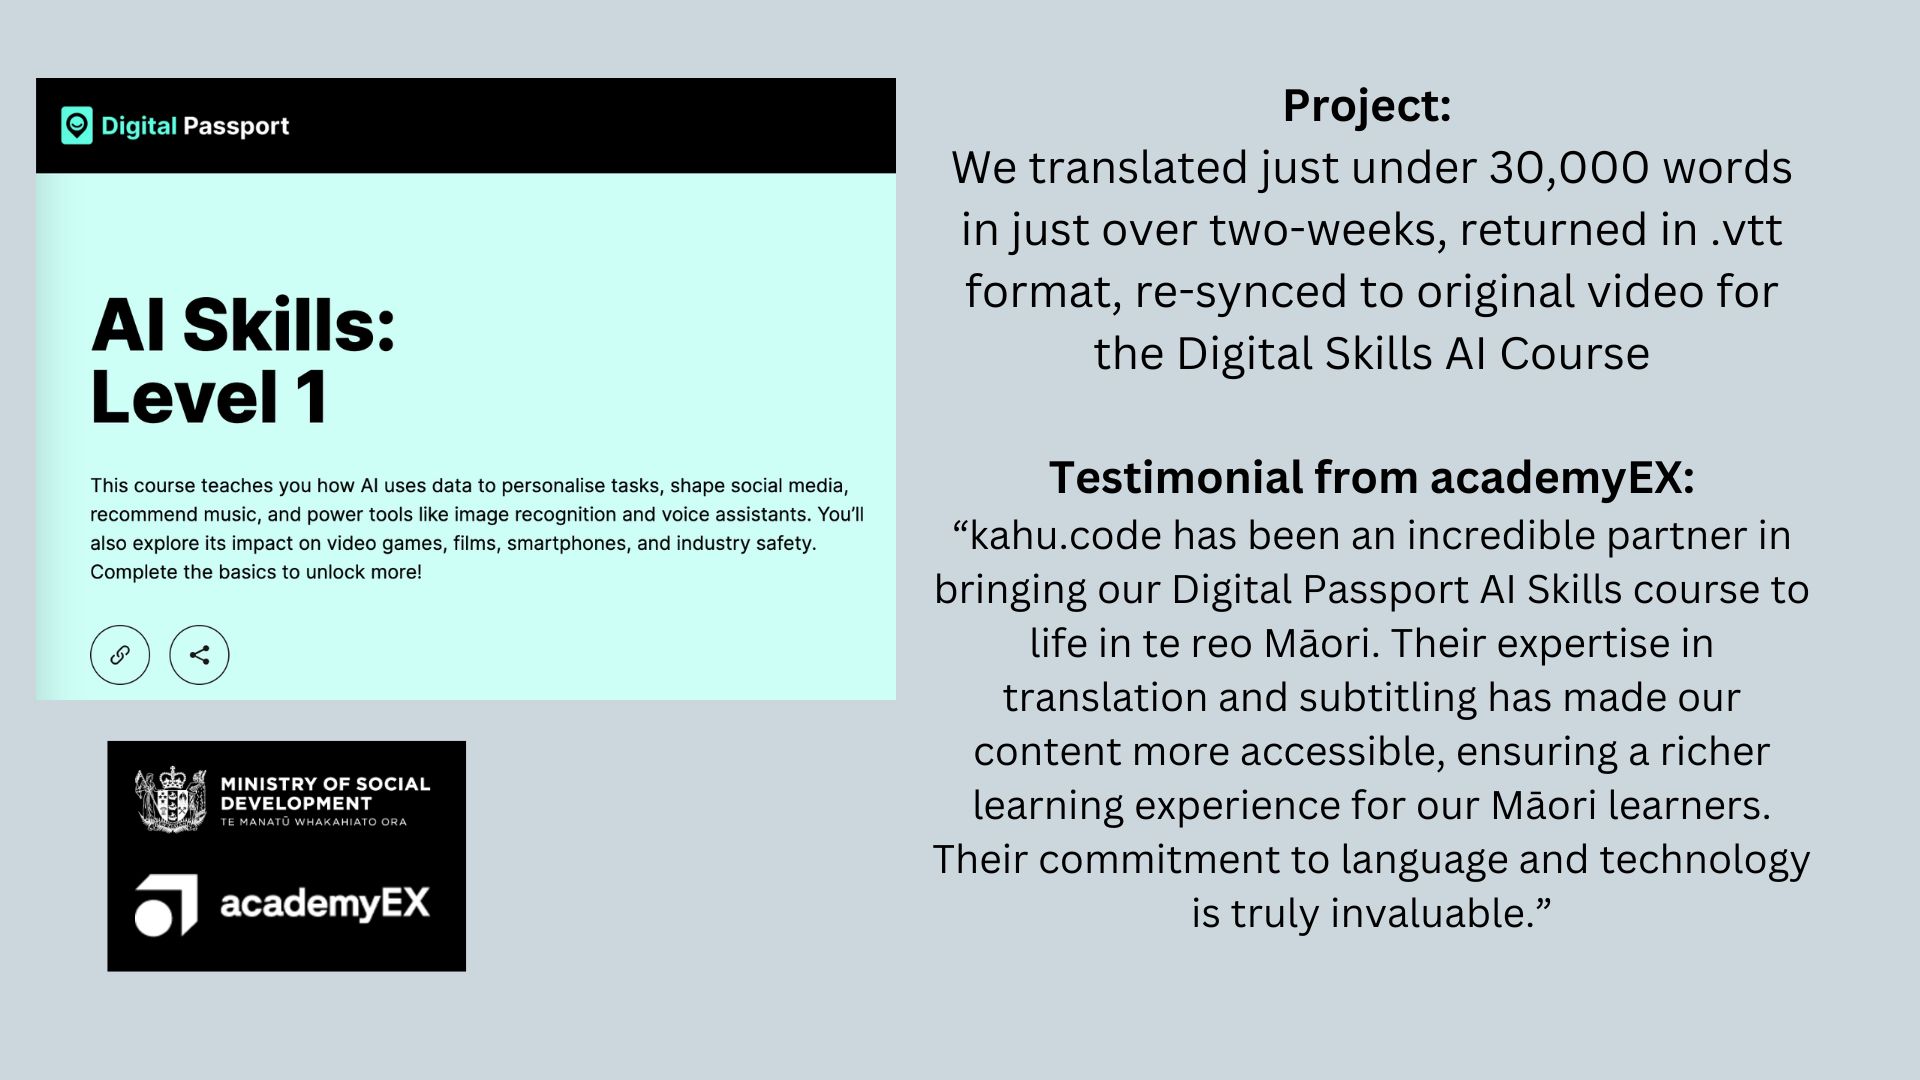 Digital Passport
AI Skills:
Level 1
This course teaches you how AI uses data to personalise tasks, shape social media,
recommend music, and power tools like image recognition and voice assistants. You’ll
also explore its impact on video games, films, smartphones, and industry safety.
Complete the basics to unlock more!
MINISTRY OF SOCIAL
DEVELOPMENT
TE MANATŪ WHAKAHIATO ORA
academyEX
Project:
We translated just under 30,000 words
in just over two-weeks, returned in .vtt
format, re-synced to original video for
the Digital Skills AI Course
Testimonial from academyEX:
“kahu.code has been an incredible partner in
bringing our Digital Passport AI Skills course to
life in te reo Māori. Their expertise in
translation and subtitling has made our
content more accessible, ensuring a richer
learning experience for our Māori learners.
Their commitment to language and technology
is truly invaluable.”